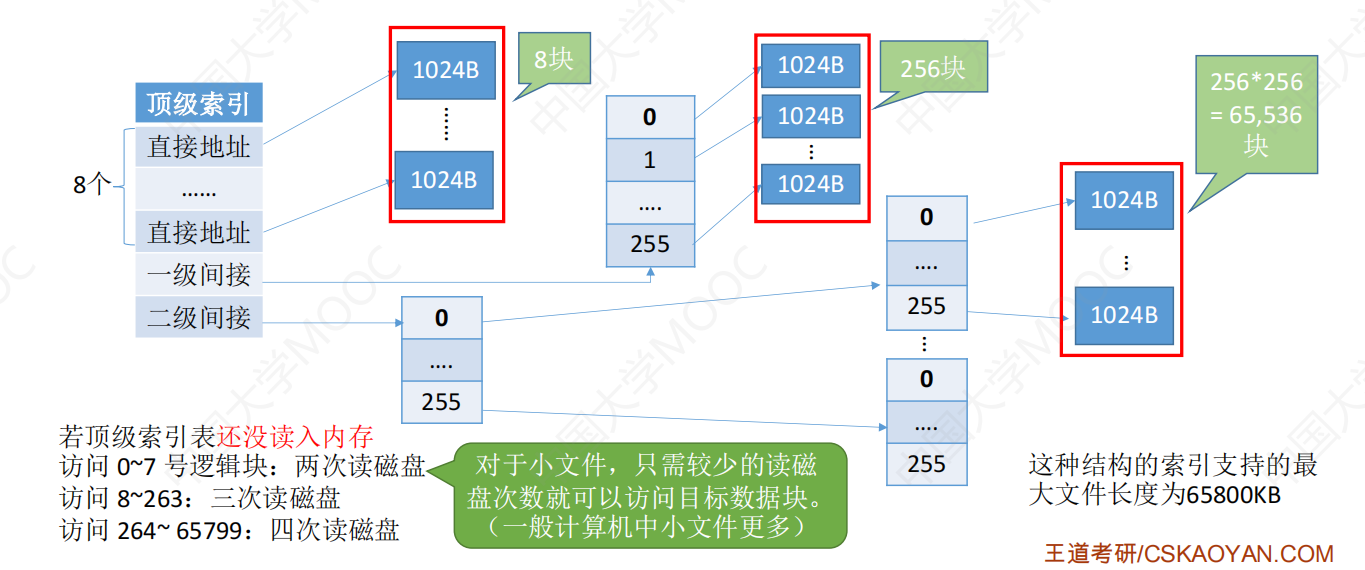 顶级索引
直接地址
……
直接地址
一级间接
二级间接
8个
1024B
……
1024B
8块
0
1
....
255
1024B
1024B
...
1024B
256块
0
....
255
0
....
255
...
0
....
255
1024B
...
1024B
256*256
= 65,536
块
若顶级索引表还没读入内存
访问 0~7 号逻辑块：两次读磁盘
访问 8~263：三次读磁盘
访问 264~ 65799：四次读磁盘
对于小文件，只需较少的读磁
盘次数就可以访问目标数据块。
（一般计算机中小文件更多）
这种结构的索引支持的最
大文件长度为65800KB
王道考研/CSKAOYAN.COM
中国大学MOOC